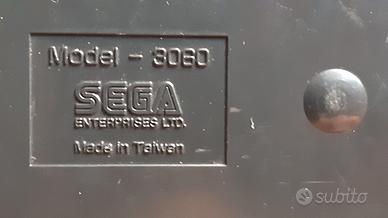 Model - 3060
SEGA
ENTERPRISES LTD.
Made in Taiwan
subito